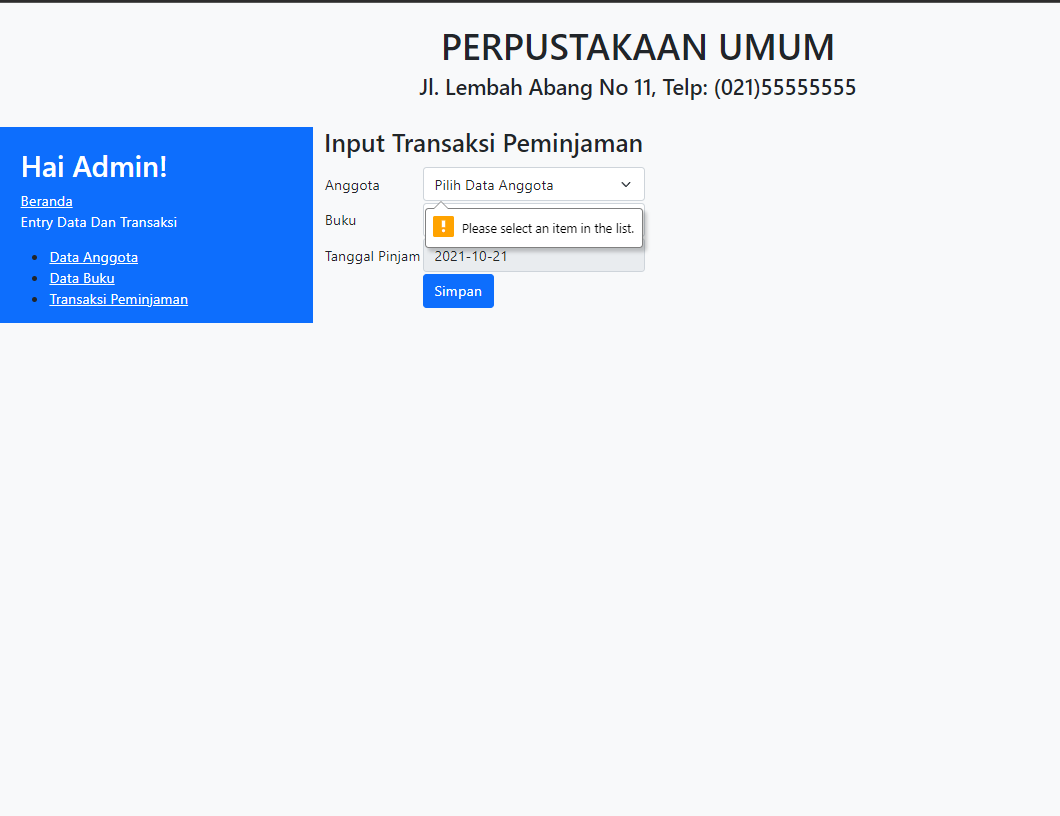 PERPUSTAKAAN UMUM
Jl. Lembah Abang No 11, Telp: (021)55555555
Hai Admin!
Beranda
Entry Data Dan Transaksi
Data Anggota
Data Buku
Transaksi Peminjaman
Input Transaksi Peminjaman
Anggota Pilih Data Anggota
Buku
Please select an item in the list.
Tanggal Pinjam 2021-10-21
Simpan